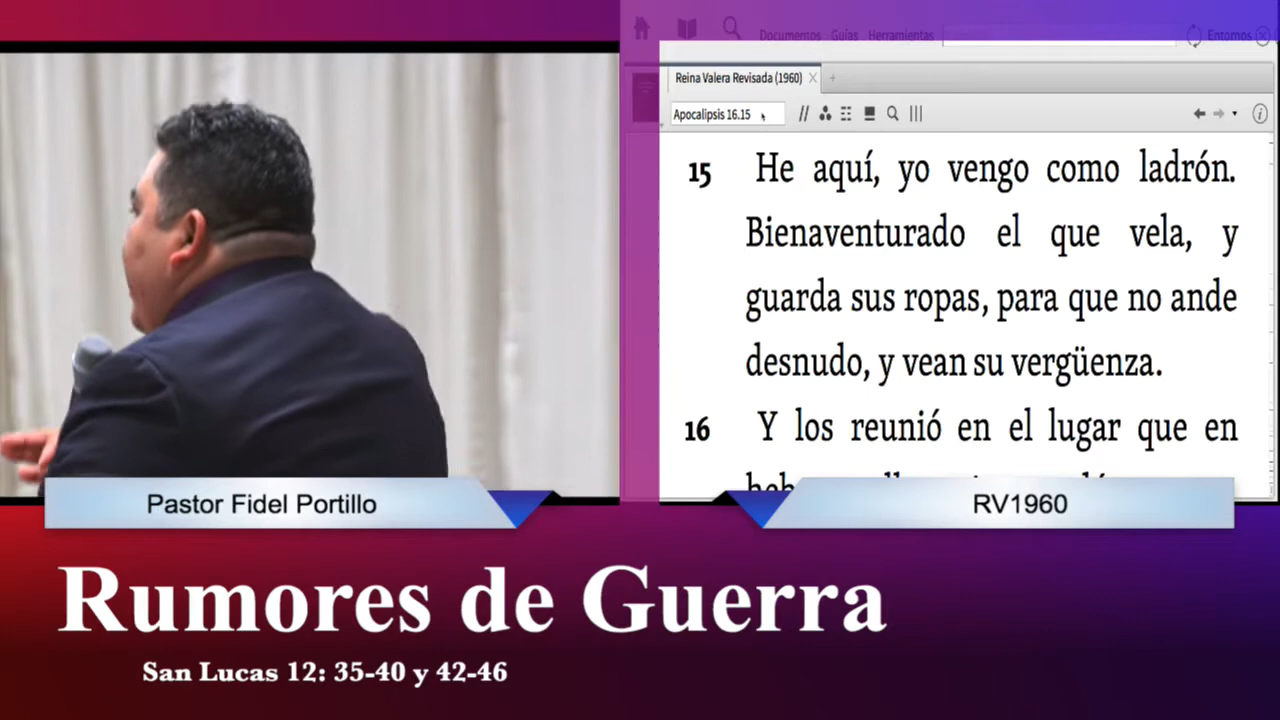 Documentos Guías Herramientas
Entornos
Reina Valera Revisada (1960)
Apocalipsis 16.15
15 He aquí, yo vengo como ladrón.
Bienaventurado el que vela, y
guarda sus ropas, para que no ande
desnudo, y vean su vergüenza.
16 Y los reunió en el lugar que en
Pastor Fidel Portillo
RV1960
Rumores de Guerra
San Lucas 12: 35-40 y 42-46